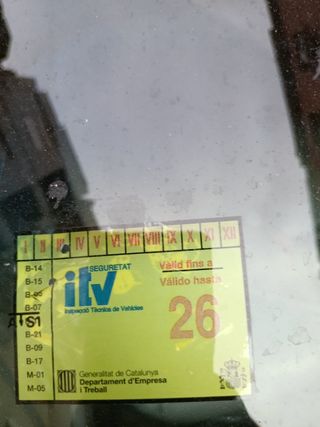 I II III IV V VI VII VIII IX X XI XII
B-14
B-15
B-07
ATS1
B-21
B-09
B-17
M-01
M-05
SEGURETAT
itv
Inspecció Tècnica de Vehicles
Vàlid fins a
Válido hasta
26
Generalitat de Catalunya
Departament d'Empresa
i Treball